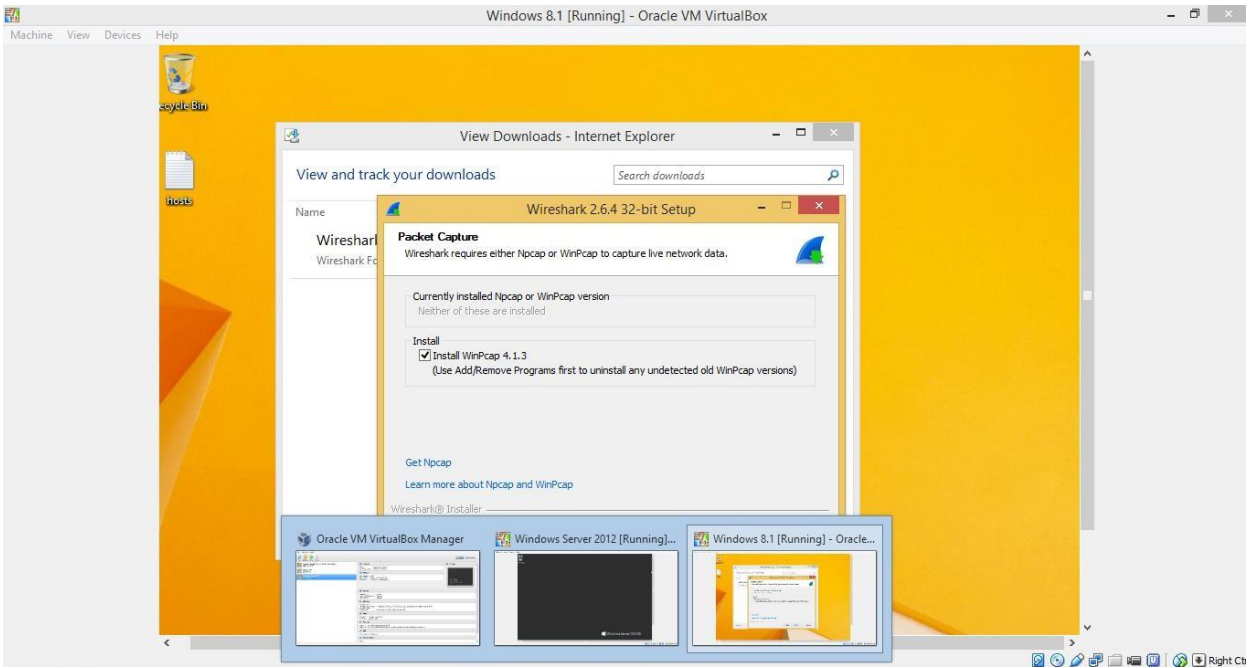 Windows 8.1 [Running] - Oracle VM VirtualBox
Machine View Devices Help
ecycle Bin
hosts
View Downloads - Internet Explorer
View and track your downloads
Search downloads
Name
Wireshark
Wireshark Fo
Wireshark 2.6.4 32-bit Setup
Packet Capture
Wireshark requires either Npcap or WinPcap to capture live network data.
Currently installed Npcap or WinPcap version
Neither of these are installed
Install
Install WinPcap 4.1.3
(Use Add/Remove Programs first to uninstall any undetected old WinPcap versions)
Get Npcap
Learn more about Npcap and WinPcap
Wireshark® Installer
Oracle VM VirtualBox Manager
Windows Server 2012 [Running]...
Windows 8.1 [Running] - Oracle...
Right Ct